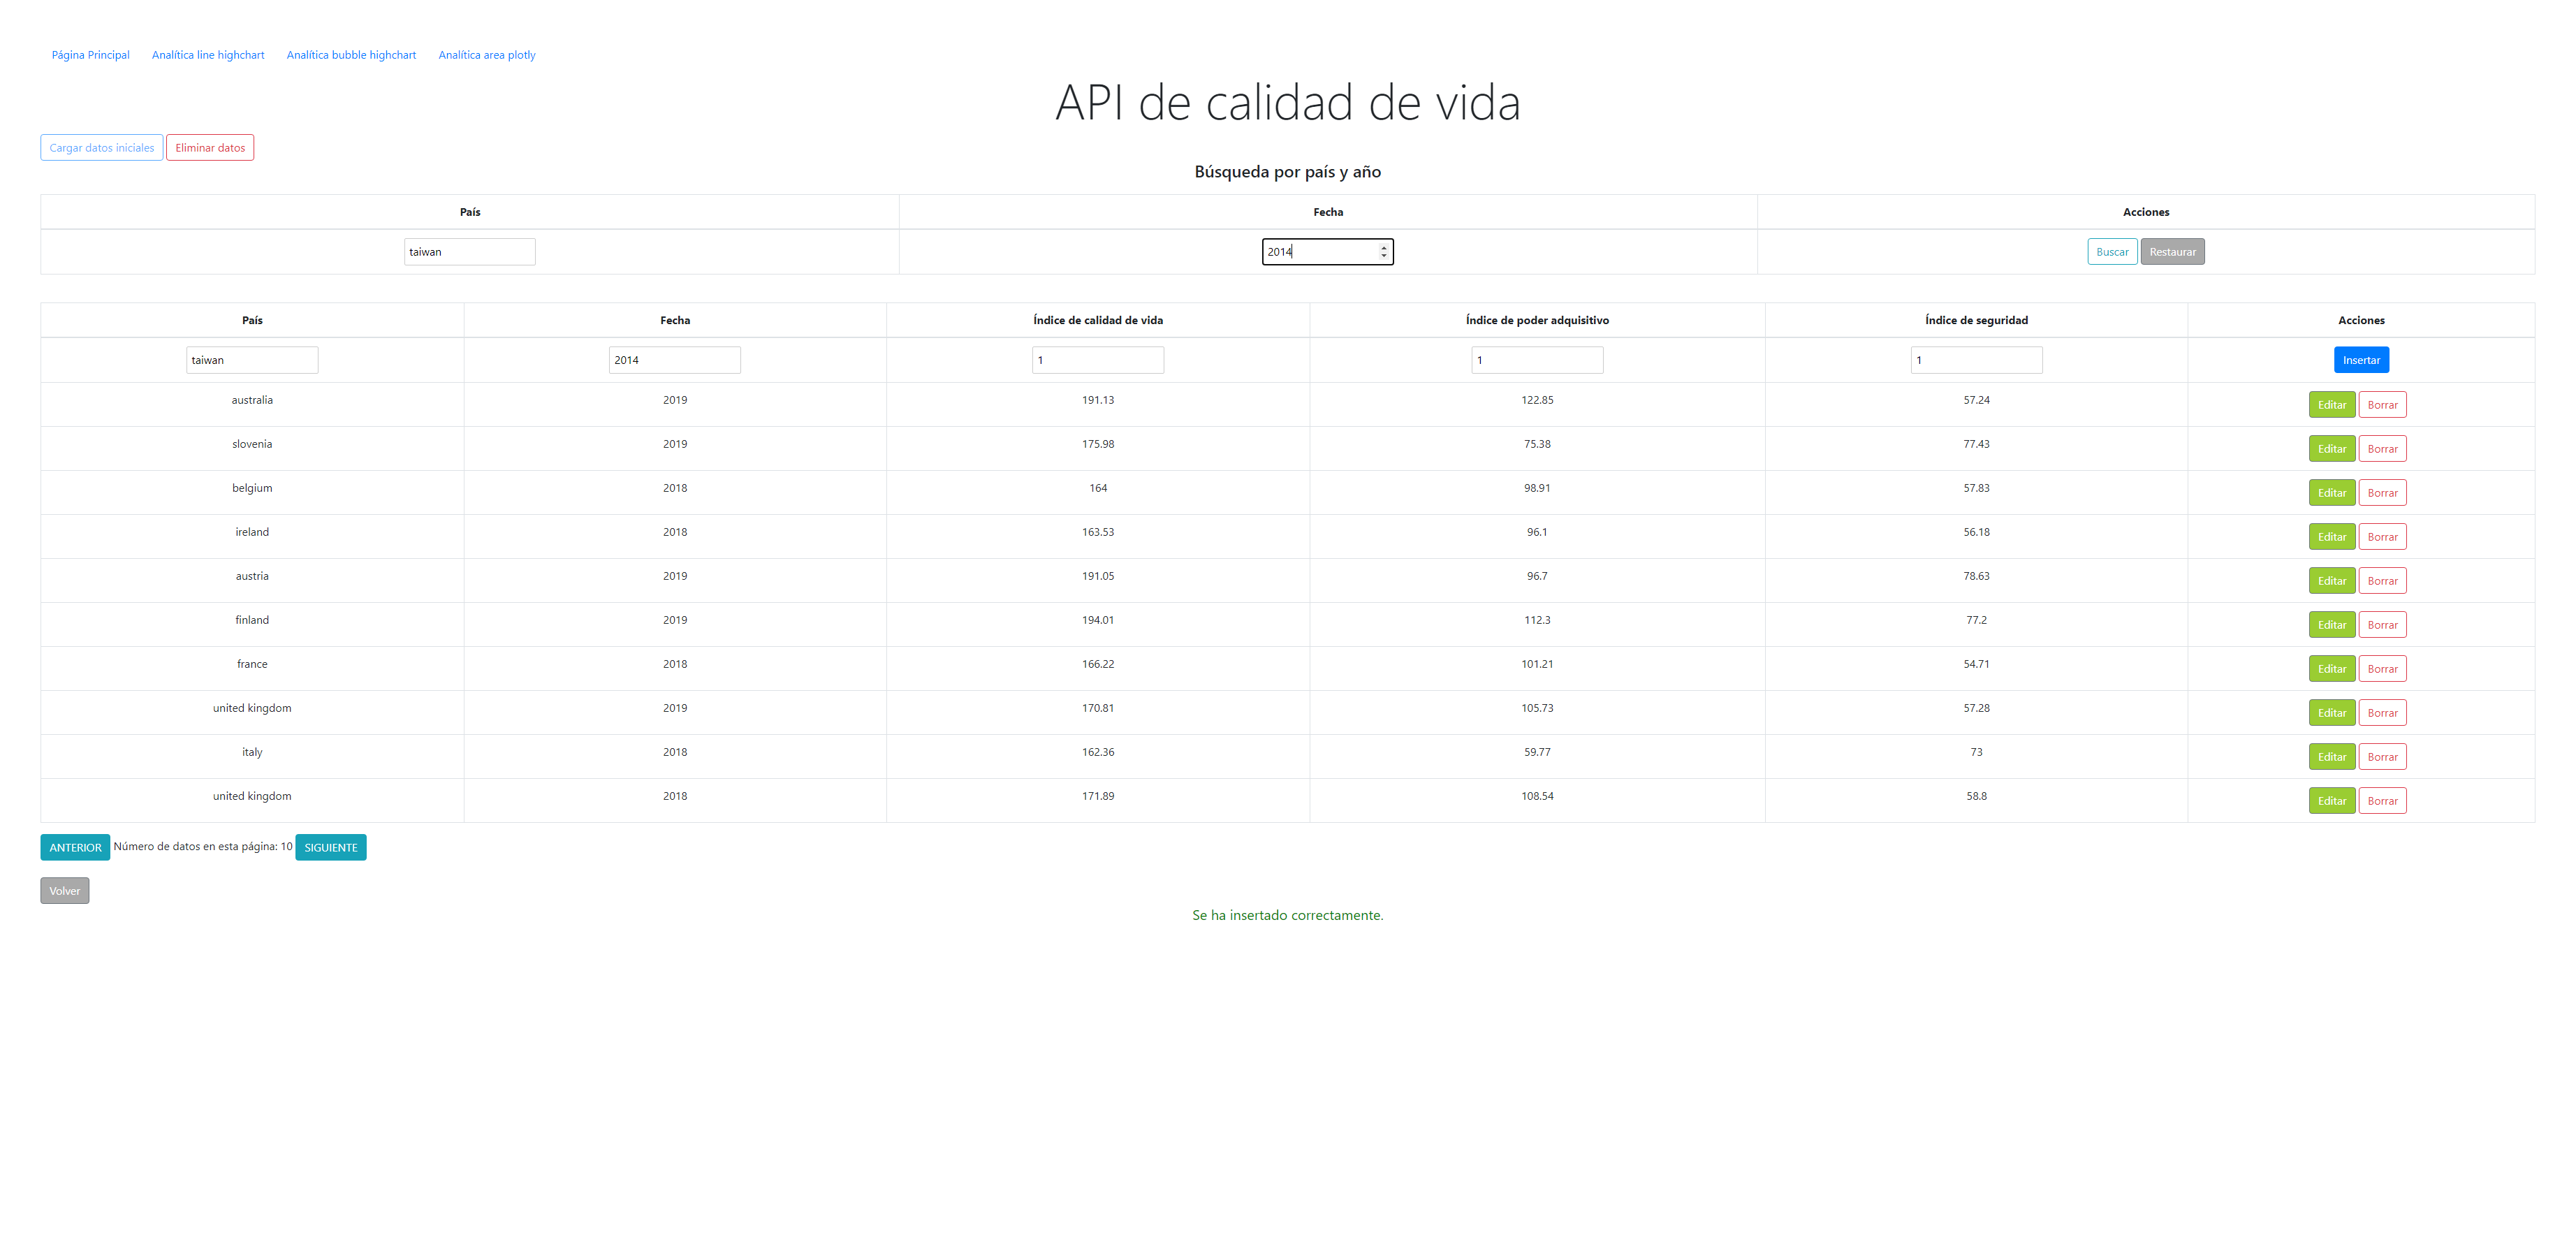 Página Principal Analítica line highchart Analítica bubble highchart Analítica area plotly
API de calidad de vida
Cargar datos iniciales Eliminar datos
Búsqueda por país y año
País Fecha Acciones
taiwan 2014 Buscar Restaurar
País Fecha Índice de calidad de vida Índice de poder adquisitivo Índice de seguridad Acciones
taiwan 2014 1 1 1 Insertar
australia 2019 191.13 122.85 57.24 Editar Borrar
slovenia 2019 175.98 75.38 77.43 Editar Borrar
belgium 2018 164 98.91 57.83 Editar Borrar
ireland 2018 163.53 96.1 56.18 Editar Borrar
austria 2019 191.05 96.7 78.63 Editar Borrar
finland 2019 194.01 112.3 77.2 Editar Borrar
france 2018 166.22 101.21 54.71 Editar Borrar
united kingdom 2019 170.81 105.73 57.28 Editar Borrar
italy 2018 162.36 59.77 73 Editar Borrar
united kingdom 2018 171.89 108.54 58.8 Editar Borrar
ANTERIOR Número de datos en esta página: 10 SIGUIENTE
Volver
Se ha insertado correctamente.